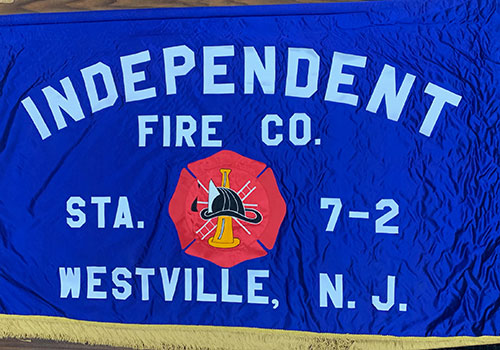 INDEPENDENT
FIRE CO.
STA. 7-2
WESTVILLE, N. J.